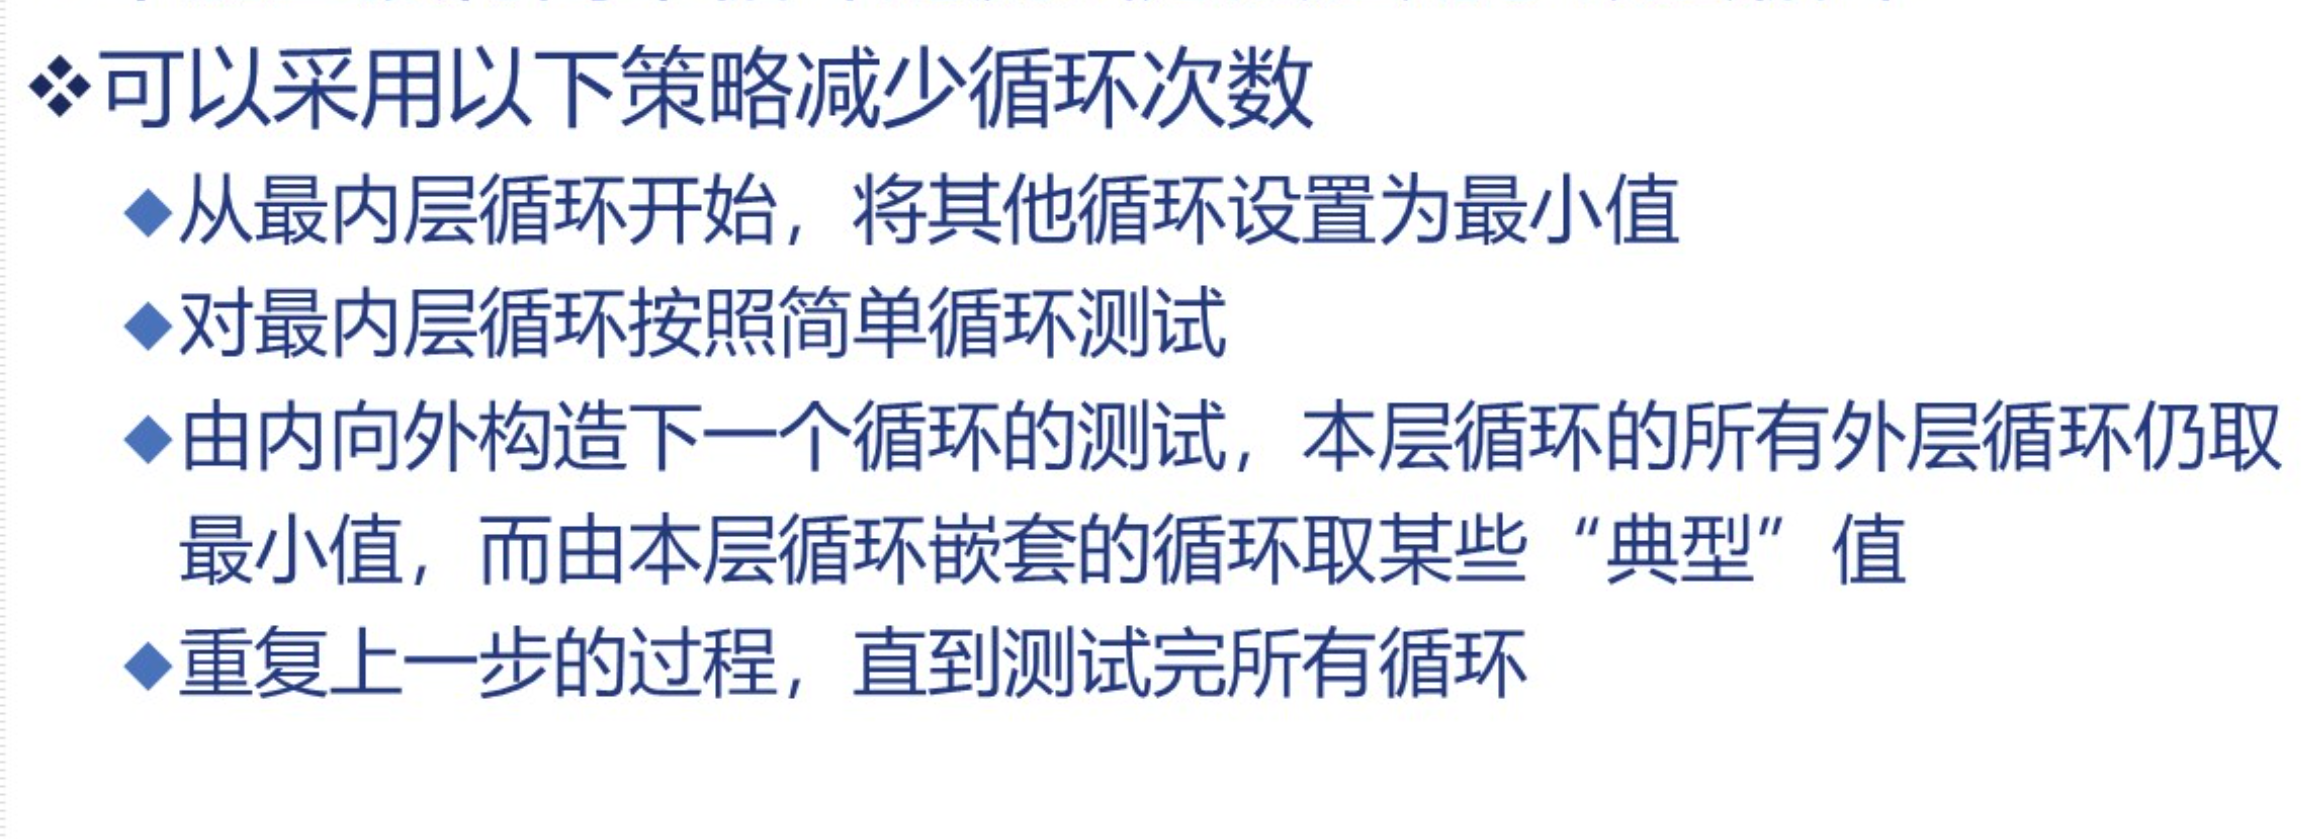 ❖可以采用以下策略减少循环次数
◆从最内层循环开始，将其他循环设置为最小值
◆对最内层循环按照简单循环测试
◆由内向外构造下一个循环的测试，本层循环的所有外层循环仍取
最小值，而由本层循环嵌套的循环取某些“典型”值
◆重复上一步的过程，直到测试完所有循环